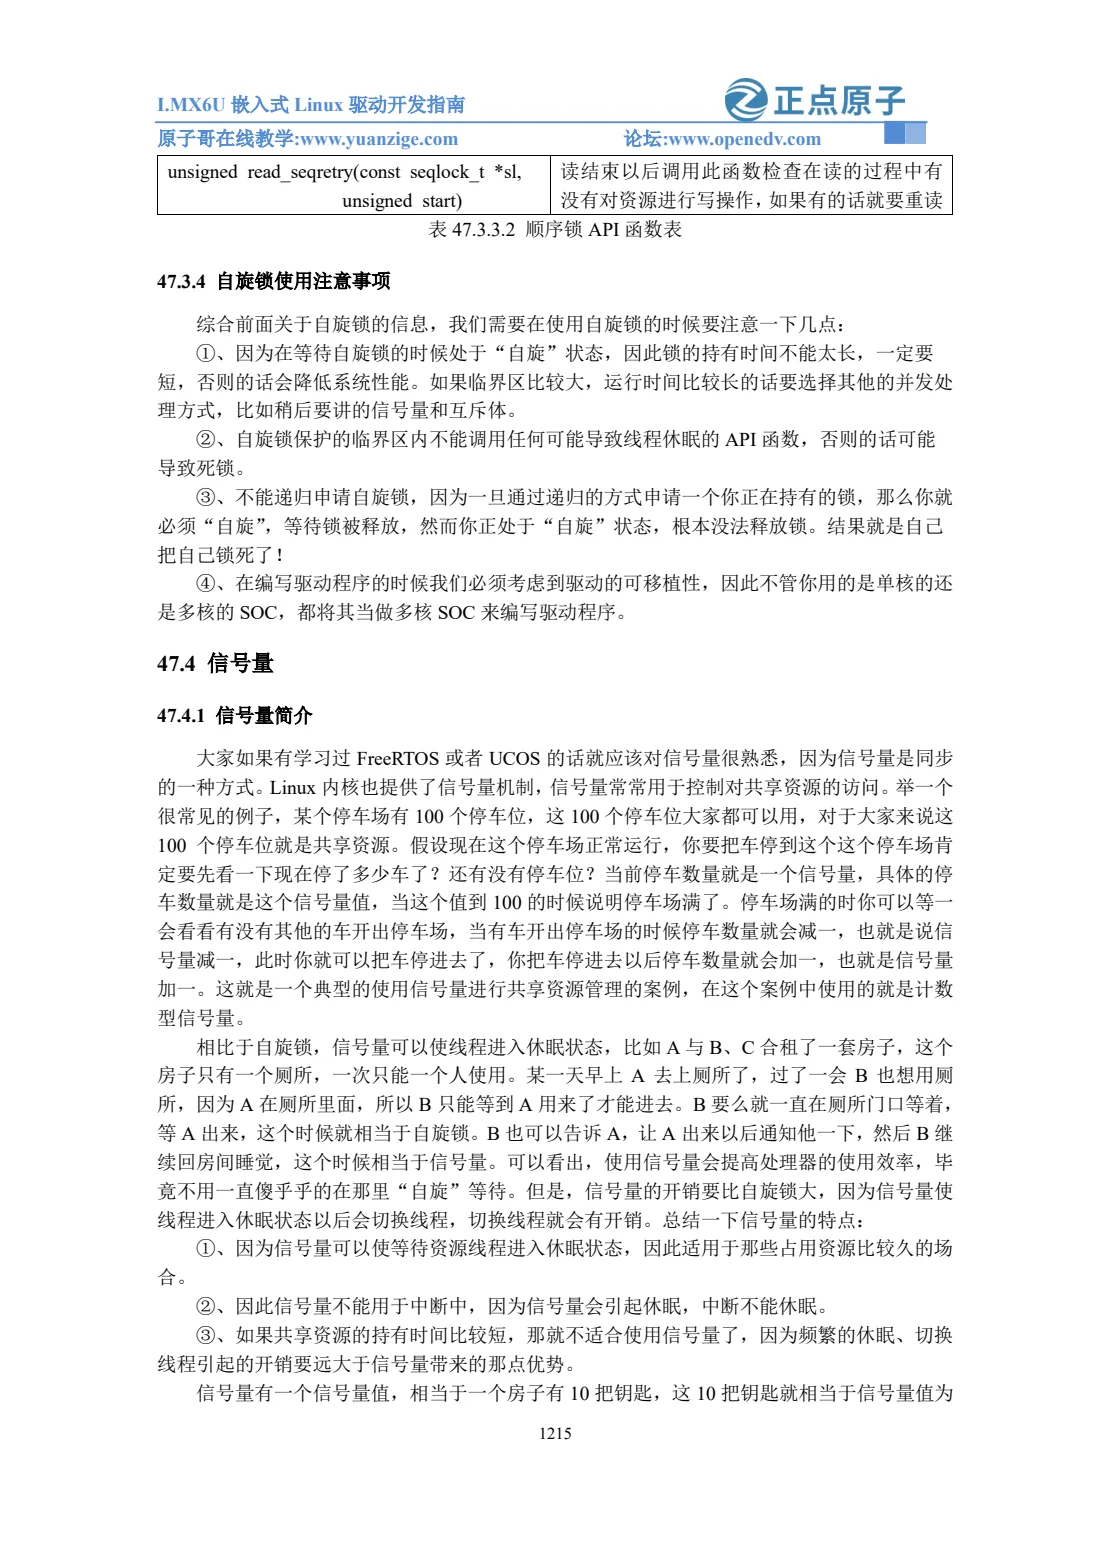 I.MX6U 嵌入式 Linux 驱动开发指南
正点原子
原子哥在线教学:www.yuanzige.com 论坛:www.openedv.com
unsigned read_seqretry(const seqlock_t *sl,
unsigned start)
读结束以后调用此函数检查在读的过程中有
没有对资源进行写操作，如果有的话就要重读
表 47.3.3.2 顺序锁 API 函数表
47.3.4 自旋锁使用注意事项
综合前面关于自旋锁的信息，我们需要在使用自旋锁的时候要注意一下几点：
①、因为在等待自旋锁的时候处于“自旋”状态，因此锁的持有时间不能太长，一定要
短，否则的话会降低系统性能。如果临界区比较大，运行时间比较长的话要选择其他的并发处
理方式，比如稍后要讲的信号量和互斥体。
②、自旋锁保护的临界区内不能调用任何可能导致线程休眠的 API 函数，否则的话可能
导致死锁。
③、不能递归申请自旋锁，因为一旦通过递归的方式申请一个你正在持有的锁，那么你就
必须“自旋”，等待锁被释放，然而你正处于“自旋”状态，根本没法释放锁。结果就是自己
把自己锁死了！
④、在编写驱动程序的时候我们必须考虑到驱动的可移植性，因此不管你用的是单核的还
是多核的 SOC，都将其当做多核 SOC 来编写驱动程序。
47.4 信号量
47.4.1 信号量简介
大家如果有学习过 FreeRTOS 或者 UCOS 的话就应该对信号量很熟悉，因为信号量是同步
的一种方式。Linux 内核也提供了信号量机制，信号量常常用于控制对共享资源的访问。举一个
很常见的例子，某个停车场有 100 个停车位，这 100 个停车位大家都可以用，对于大家来说这
100 个停车位就是共享资源。假设现在这个停车场正常运行，你要把车停到这个这个停车场肯
定要先看一下现在停了多少车了？还有没有停车位？当前停车数量就是一个信号量，具体的停
车数量就是这个信号量值，当这个值到 100 的时候说明停车场满了。停车场满的时你可以等一
会看看有没有其他的车开出停车场，当有车开出停车场的时候停车数量就会减一，也就是说信
号量减一，此时你就可以把车停进去了，你把车停进去以后停车数量就会加一，也就是信号量
加一。这就是一个典型的使用信号量进行共享资源管理的案例，在这个案例中使用的就是计数
型信号量。
相比于自旋锁，信号量可以使线程进入休眠状态，比如 A 与 B、C 合租了一套房子，这个
房子只有一个厕所，一次只能一个人使用。某一天早上 A 去上厕所了，过了一会 B 也想用厕
所，因为 A 在厕所里面，所以 B 只能等到 A 用来了才能进去。B 要么就一直在厕所门口等着，
等 A 出来，这个时候就相当于自旋锁。B 也可以告诉 A，让 A 出来以后通知他一下，然后 B 继
续回房间睡觉，这个时候相当于信号量。可以看出，使用信号量会提高处理器的使用效率，毕
竟不用一直傻乎乎的在那里“自旋”等待。但是，信号量的开销要比自旋锁大，因为信号量使
线程进入休眠状态以后会切换线程，切换线程就会有开销。总结一下信号量的特点：
①、因为信号量可以使等待资源线程进入休眠状态，因此适用于那些占用资源比较久的场
合。
②、因此信号量不能用于中断中，因为信号量会引起休眠，中断不能休眠。
③、如果共享资源的持有时间比较短，那就不适合使用信号量了，因为频繁的休眠、切换
线程引起的开销要远大于信号量带来的那点优势。
信号量有一个信号量值，相当于一个房子有 10 把钥匙，这 10 把钥匙就相当于信号量值为
1215